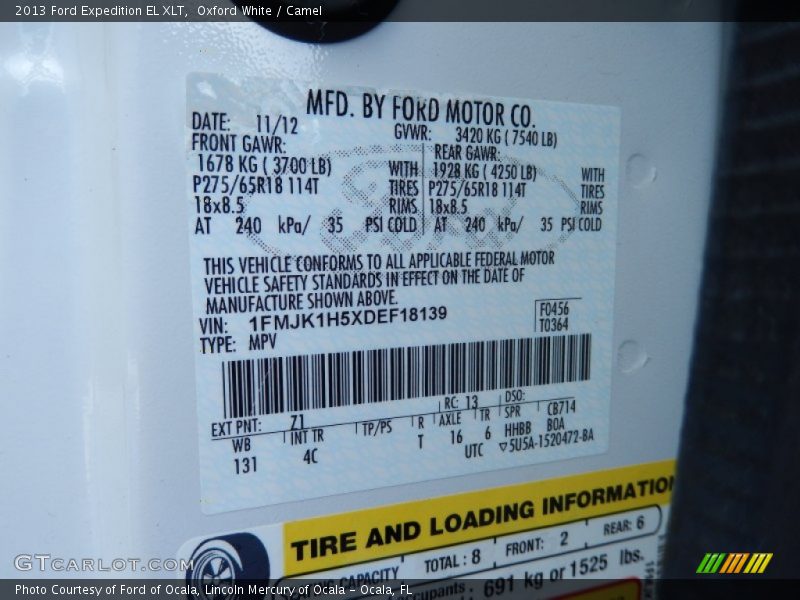 2013 Ford Expedition EL XLT, Oxford White / Camel
MFD. BY FORD MOTOR CO.
DATE: 11/12 GVWR: 3420 KG ( 7540 LB)
FRONT GAWR: REAR GAWR:
1678 KG ( 3700 LB) WITH 1928 KG ( 4250 LB) WITH
P275/65R18 114T TIRES P275/65R18 114T TIRES
18x8.5 RIMS 18x8.5 RIMS
AT 240 kPa/ 35 PSI COLD AT 240 kPa/ 35 PSI COLD
THIS VEHICLE CONFORMS TO ALL APPLICABLE FEDERAL MOTOR
VEHICLE SAFETY STANDARDS IN EFFECT ON THE DATE OF
MANUFACTURE SHOWN ABOVE.
VIN: 1FMJK1H5XDEF18139 F0456
TYPE: MPV T0364
EXT PNT: Z1 RC: 13 DSO:
WB INT TR TP/PS R AXLE TR SPR CB714
131 4C T 16 6 HHBB BOA
UTC ▽5U5A-1520472-BA
TIRE AND LOADING INFORMATION
SEATING CAPACITY TOTAL: 8 FRONT: 2 REAR: 6
occupants: 691 kg or 1525 lbs.
GTCARLOT.COM
Photo Courtesy of Ford of Ocala, Lincoln Mercury of Ocala - Ocala, FL